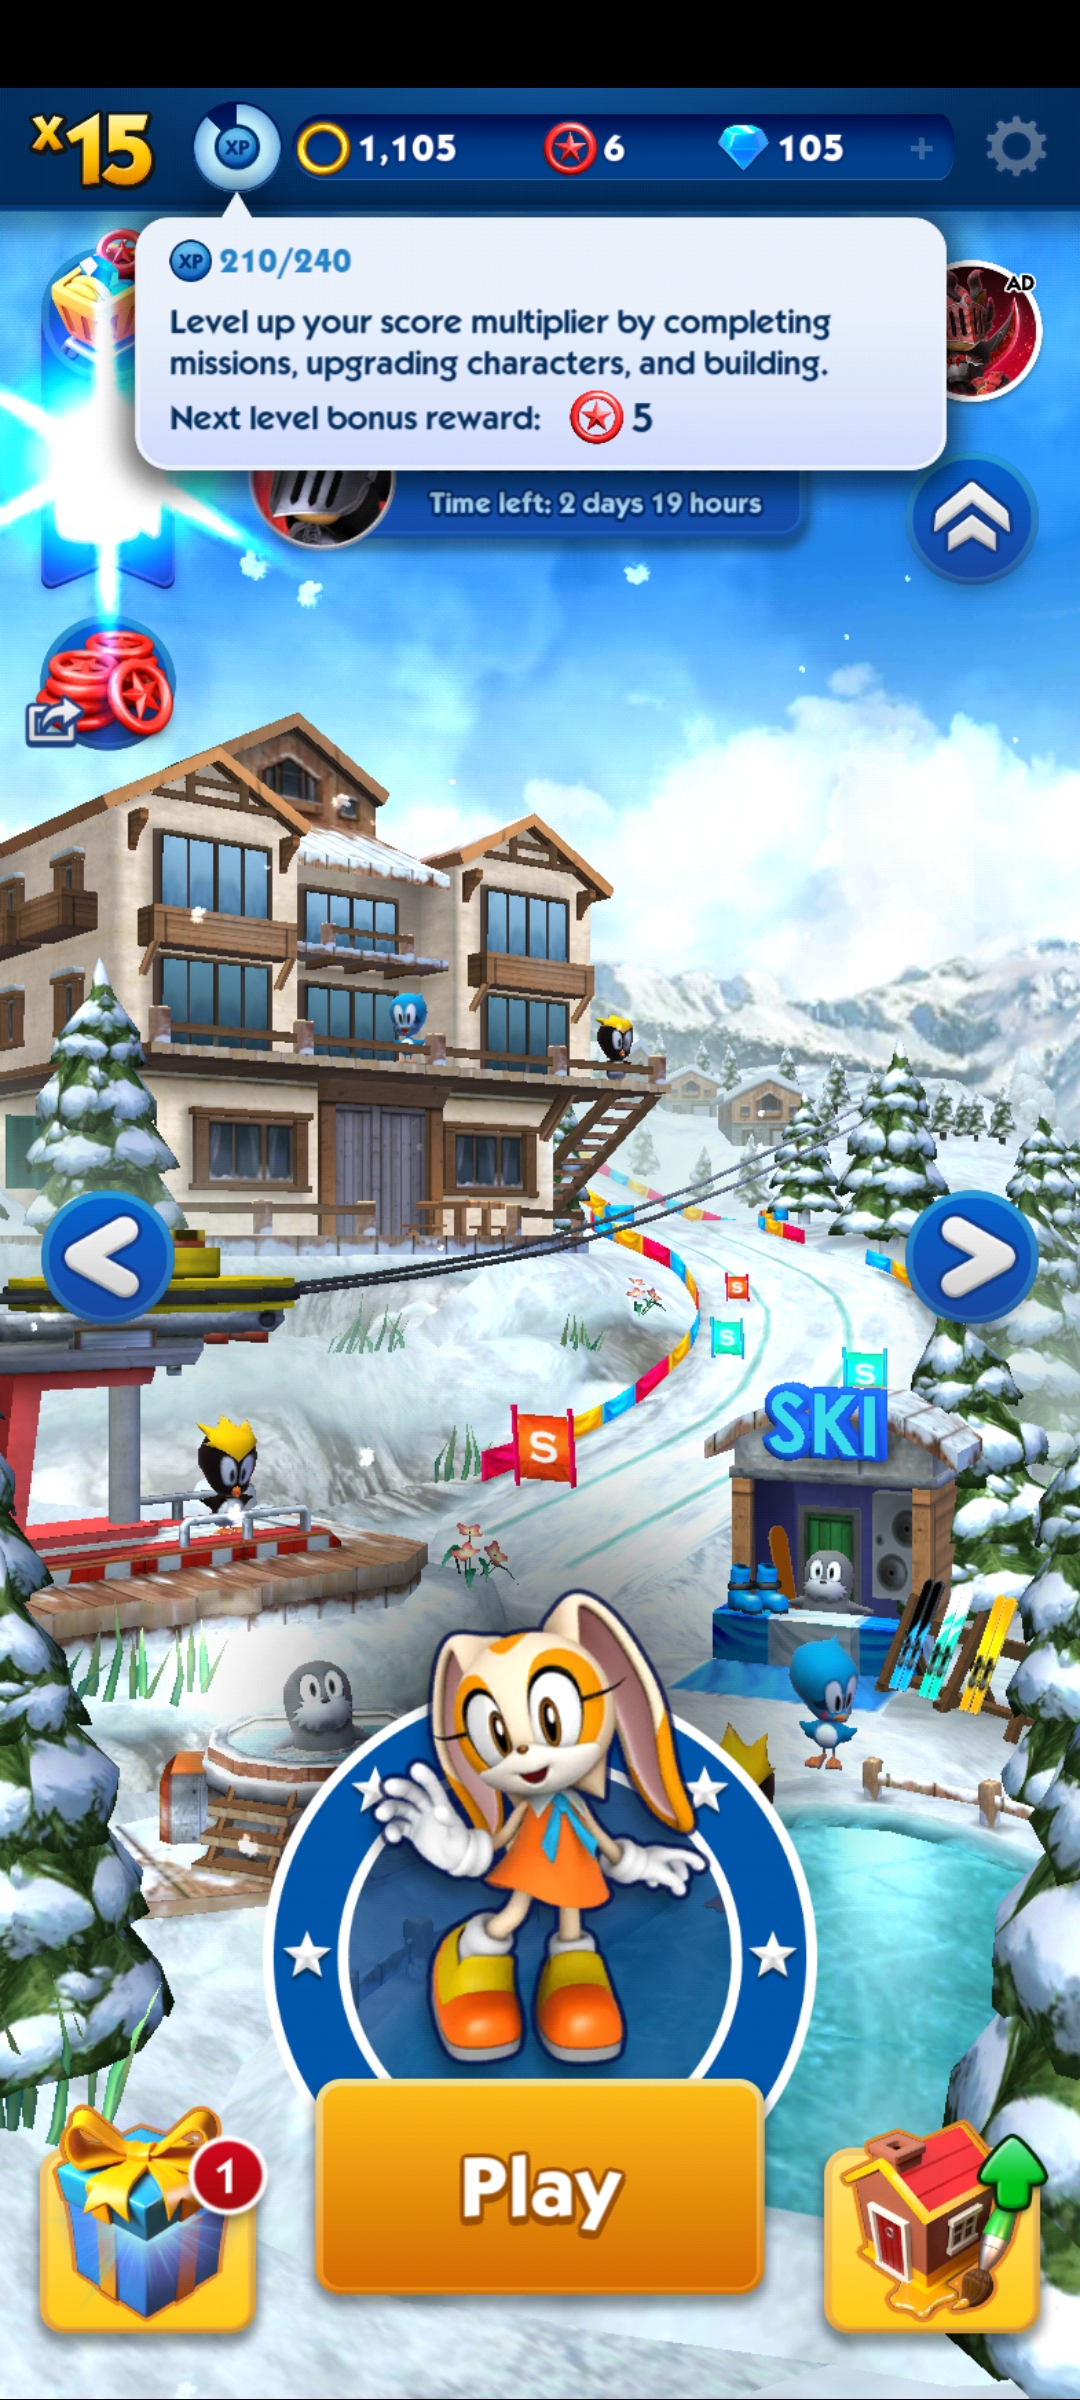 x15
XP
1,105
6
105
+
XP 210/240
Level up your score multiplier by completing
missions, upgrading characters, and building.
Next level bonus reward: 5
AD
Time left: 2 days 19 hours
S
S
S
SKI
S
Play
1